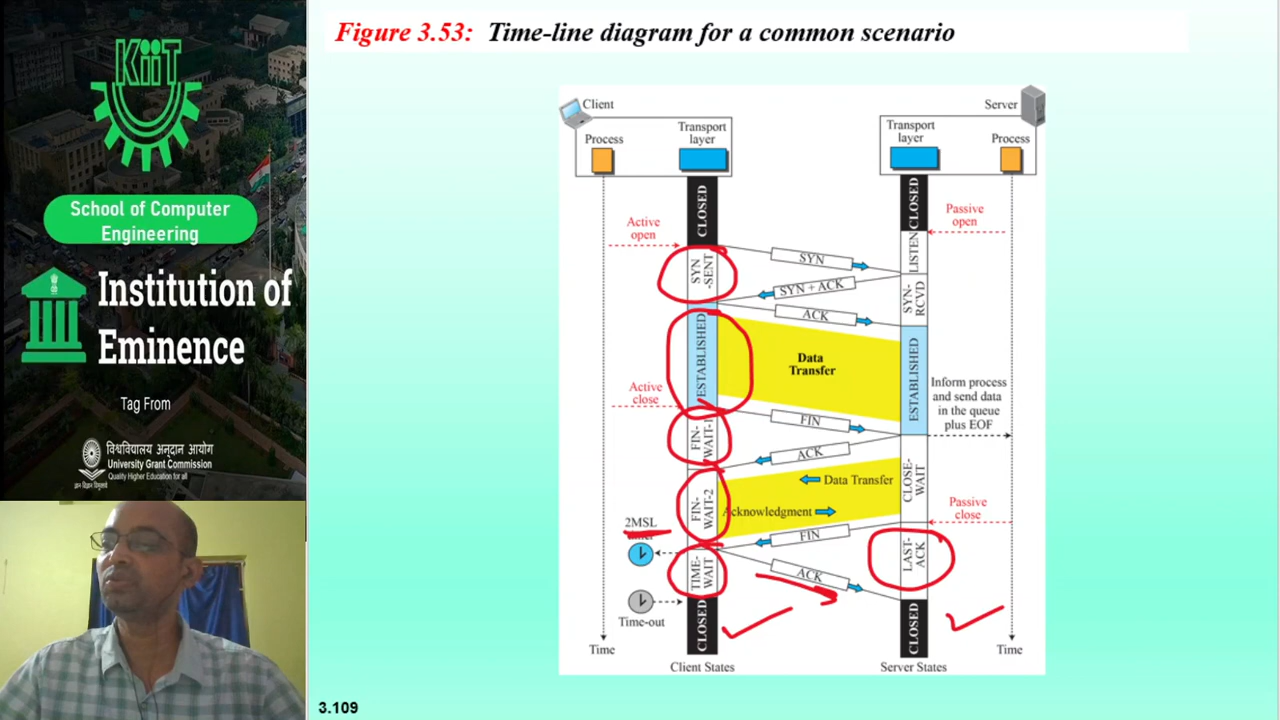 Figure 3.53: Time-line diagram for a common scenario
KiiT
School of Computer
Engineering
Institution of
Eminence
Tag From
विश्वविद्यालय अनुदान आयोग
University Grant Commission
Quality Higher Education for all
Client
Server
Process
Transport
layer
Transport
layer
Process
CLOSED
CLOSED
Active
open
Passive
open
SYN
-SENT
SYN
LISTEN
SYN + ACK
SYN-
RCVD
ACK
ESTABLISHED
Data
Transfer
ESTABLISHED
Inform process
and send data
in the queue
plus EOF
Active
close
FIN
FIN-
WAIT-1
ACK
CLOSE-
WAIT
Data Transfer
FIN-
WAIT-2
Acknowledgment
Passive
close
2MSL
FIN
LAST-
ACK
TIME-
WAIT
ACK
Time-out
CLOSED
CLOSED
Time
Time
Client States
Server States
3.109